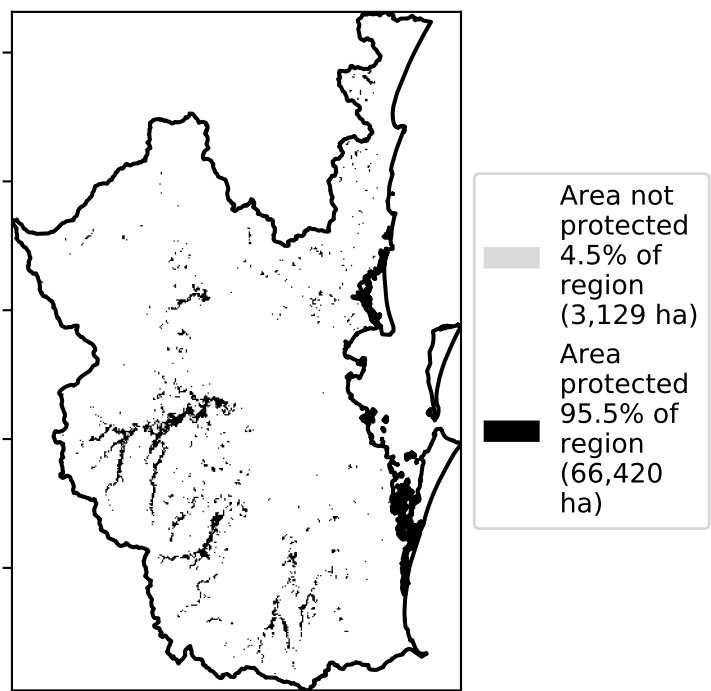 Area not
protected
4.5% of
region
(3,129 ha)
Area
protected
95.5% of
region
(66,420
ha)